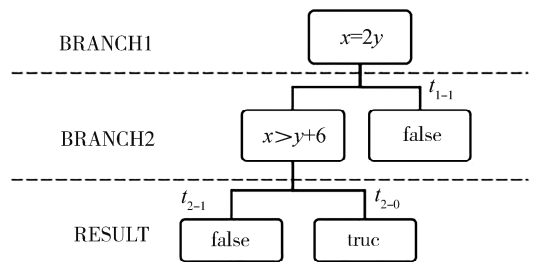 BRANCH1
x=2y
t1-1
BRANCH2
x>y+6
false
t2-1
t2-0
RESULT
false
truc